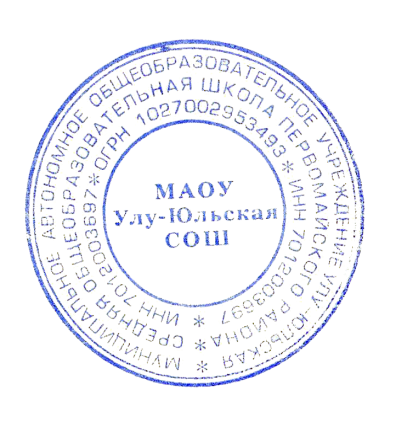 МУНИЦИПАЛЬНОЕ АВТОНОМНОЕ ОБЩЕОБРАЗОВАТЕЛЬНОЕ УЧРЕЖДЕНИЕ УЛУ-ЮЛЬСКАЯ *
СРЕДНЯЯ ОБЩЕОБРАЗОВАТЕЛЬНАЯ ШКОЛА ПЕРВОМАЙСКОГО РАЙОНА *
ИНН 7012003697 * ОГРН 1027002953493 * ИНН 7012003697 *
МАОУ
Улу-Юльская
СОШ